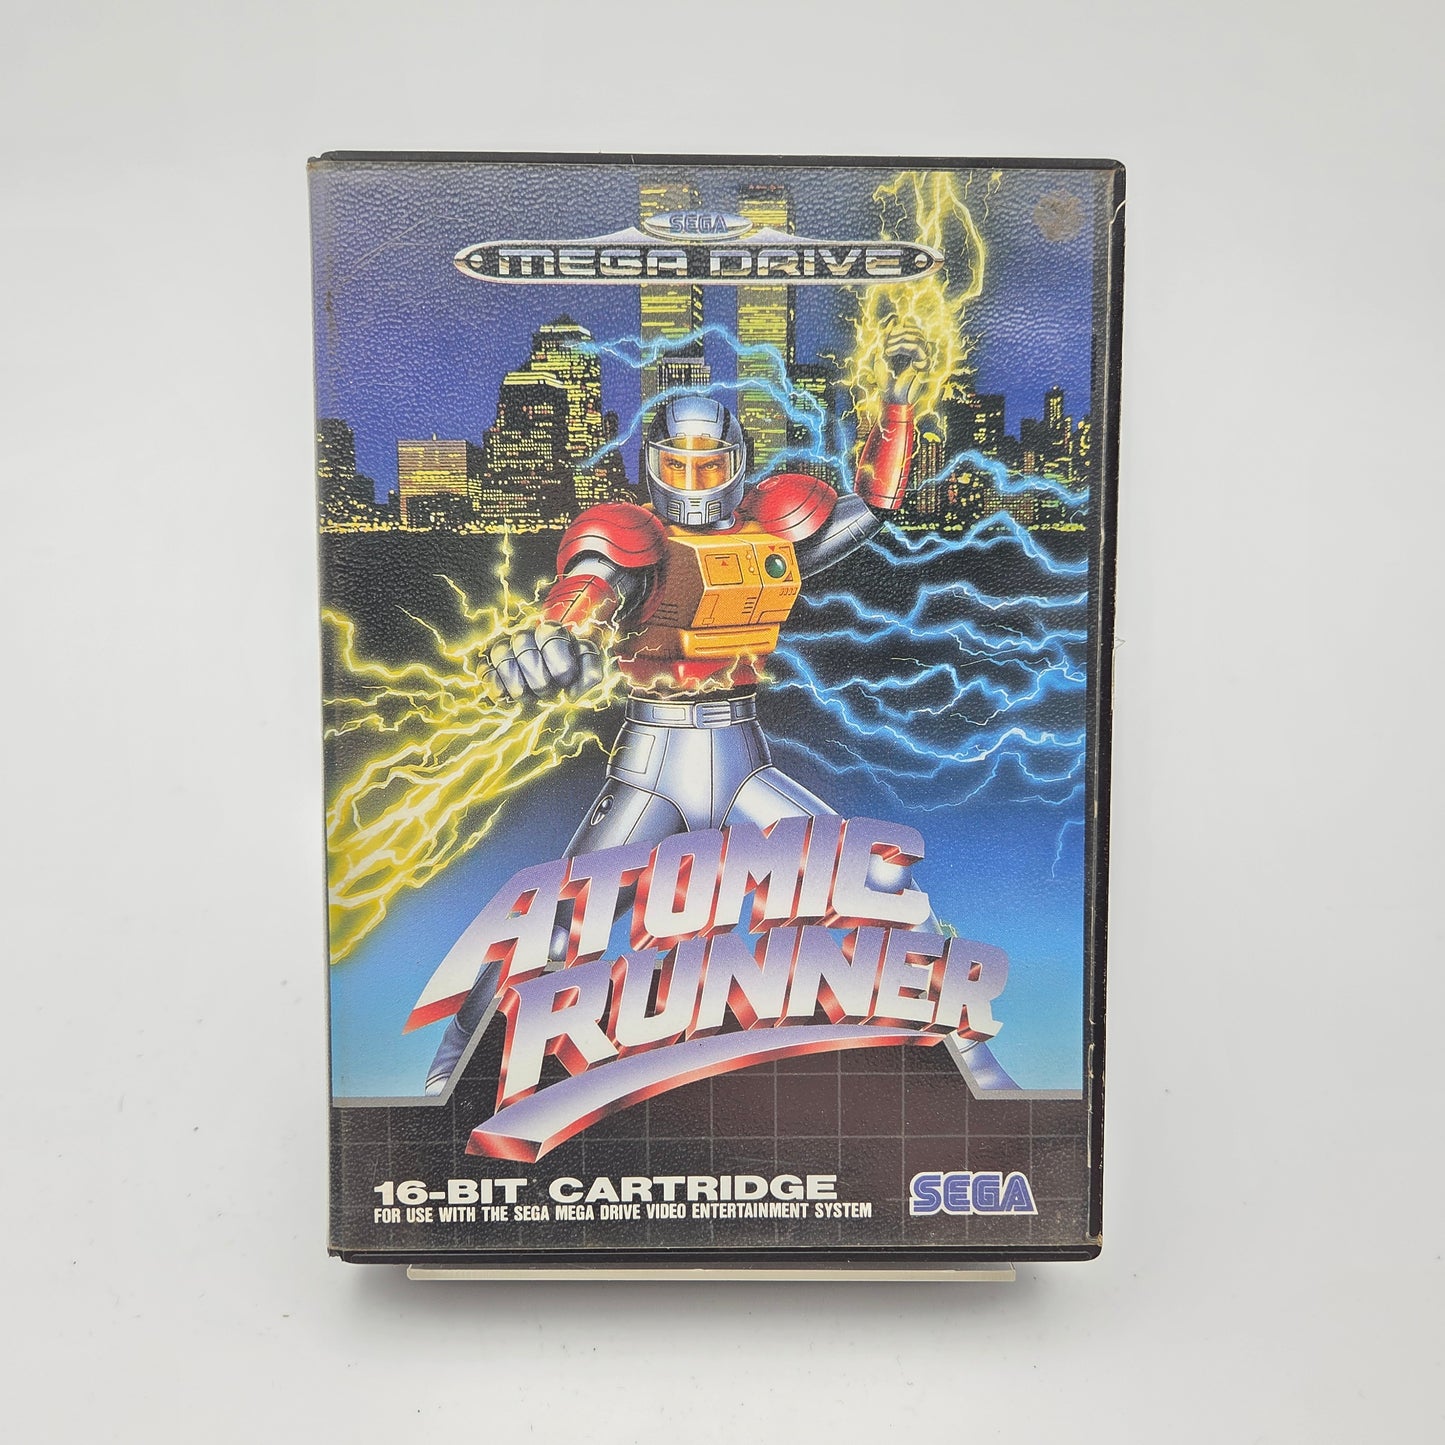 SEGA
MEGA DRIVE
ATOMIC
RUNNER
16-BIT CARTRIDGE
FOR USE WITH THE SEGA MEGA DRIVE VIDEO ENTERTAINMENT SYSTEM
SEGA